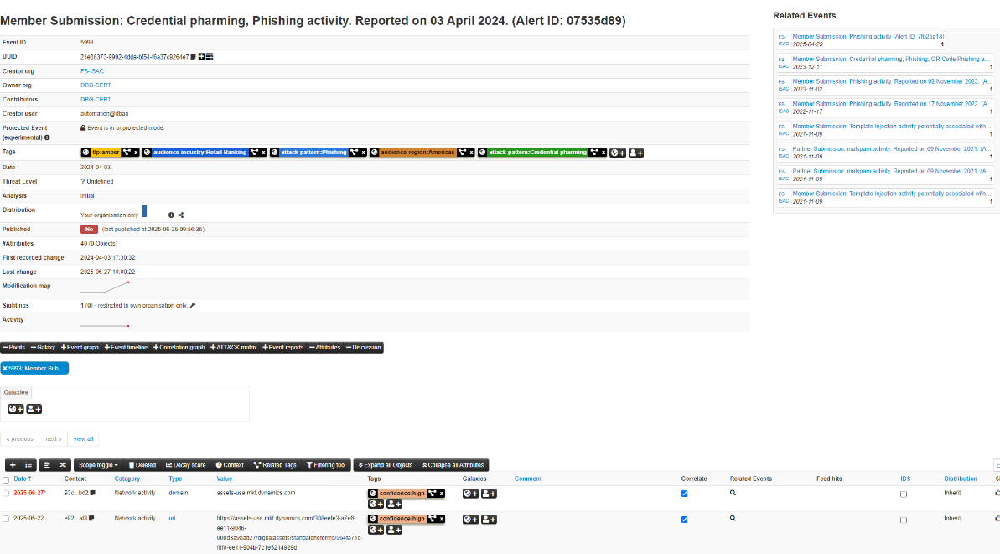 Member Submission: Credential pharming, Phishing activity. Reported on 03 April 2024. (Alert ID: 07535d89)
Event ID 5993
UUID 21e86373-9992-4dda-bf54-f6a37c9264e7
Creator org FS-ISAC
Owner org DBG-CERT
Contributors DBG-CERT
Creator user automation@dbag
Protected Event (experimental) Event is in unprotected mode.
Tags tlp:amber x audience-industry:Retail Banking x attack-pattern:Phishing x audience-region:Americas x attack-pattern:Credential pharming x + +
Date 2024-04-03
Threat Level ? Undefined
Analysis Initial
Distribution Your organisation only
Published No (last published at 2025-06-25 09:56:35)
#Attributes 40 (0 Objects)
First recorded change 2024-04-03 17:30:32
Last change 2025-06-27 10:00:22
Modification map
Sightings 1 (0) - restricted to own organisation only.
Activity
Related Events
FS-ISAC Member Submission: Phishing activity (Alert ID: 7fb25a18)
2025-04-29 1
FS-ISAC Member Submission: Credential pharming, Phishing, QR Code Phishing a...
2023-12-11 1
FS-ISAC Member Submission: Phishing activity. Reported on 02 November 2023. (A...
2023-11-02 1
FS-ISAC Member Submission: Phishing activity. Reported on 17 November 2022. (A...
2022-11-17 1
FS-ISAC Member Submission: Template Injection activity potentially associated with...
2021-11-09 1
FS-ISAC Partner Submission: malspam activity. Reported on 09 November 2021. (A...
2021-11-09 1
FS-ISAC Partner Submission: malspam activity. Reported on 09 November 2021. (A...
2021-11-09 1
FS-ISAC Member Submission: Template Injection activity potentially associated with...
2021-11-09 1
−Pivots −Galaxy +Event graph +Event timeline +Correlation graph +ATT&CK matrix +Event reports −Attributes −Discussion
× 5993: Member Sub...
Galaxies
+ +
« previous next » view all
+ Scope toggle Deleted Decay score Context Related Tags Filtering tool Expand all Objects Collapse all Attributes E
Date ↑ Context Category Type Value Tags Galaxies Comment Correlate Related Events Feed hits IDS Distribution
2025-06-27* 93c...bd2 Network activity domain assets-usa.mkt.dynamics.com confidence:high x + + + + Inherit
2025-05-22 e82...af8 Network activity url https://assets-usa.mkt.dynamics.com/308eefe3-a7e6-
ee11-9046-
000d3a98ad27/digitalassets/standaloneforms/964fa71d-
f8f0-ee11-904b-7c1e5214929d confidence:high x + + + + Inherit